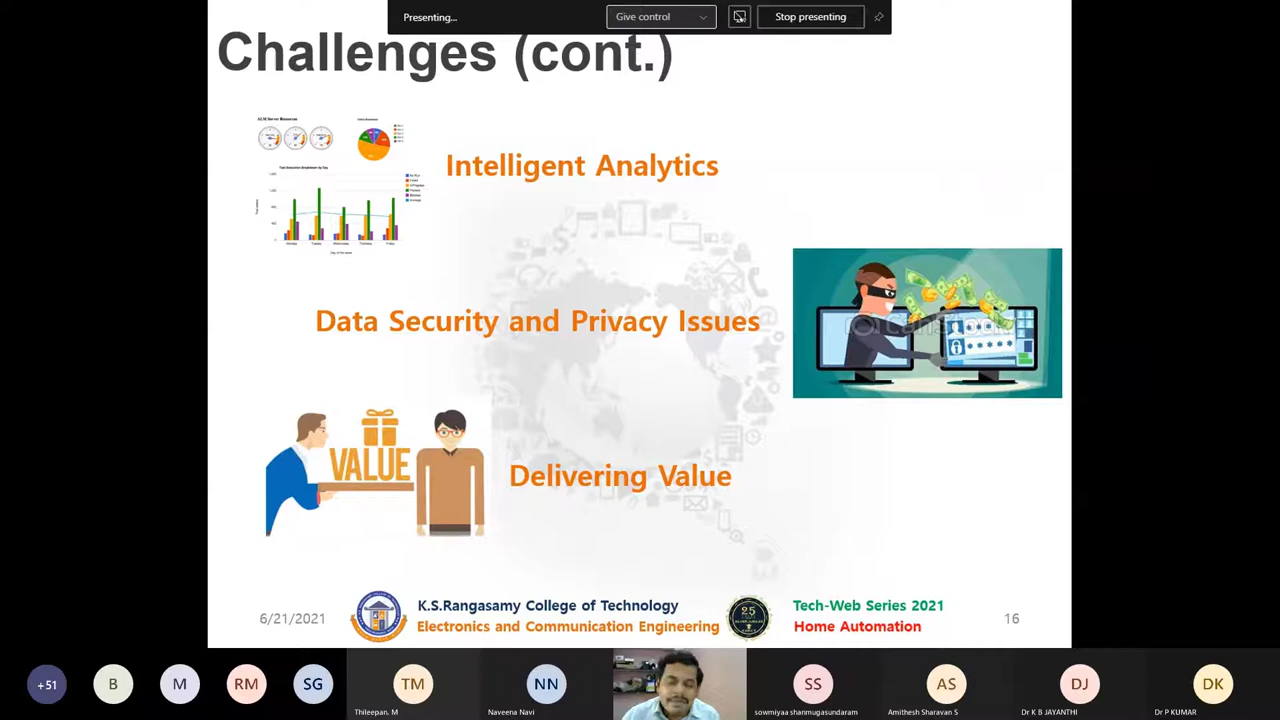 Presenting...
Give control
Stop presenting
Challenges (cont.)
Intelligent Analytics
Data Security and Privacy Issues
VALUE
Delivering Value
6/21/2021
K.S.Rangasamy College of Technology
Electronics and Communication Engineering
25
Tech-Web Series 2021
Home Automation
16
+51
B
M
RM
SG
TM
Thileepan. M
NN
Naveena Navi
SS
sowmiyaa shanmugasundaram
AS
Amithesh Sharavan S
DJ
Dr K B JAYANTHI
DK
Dr P KUMAR